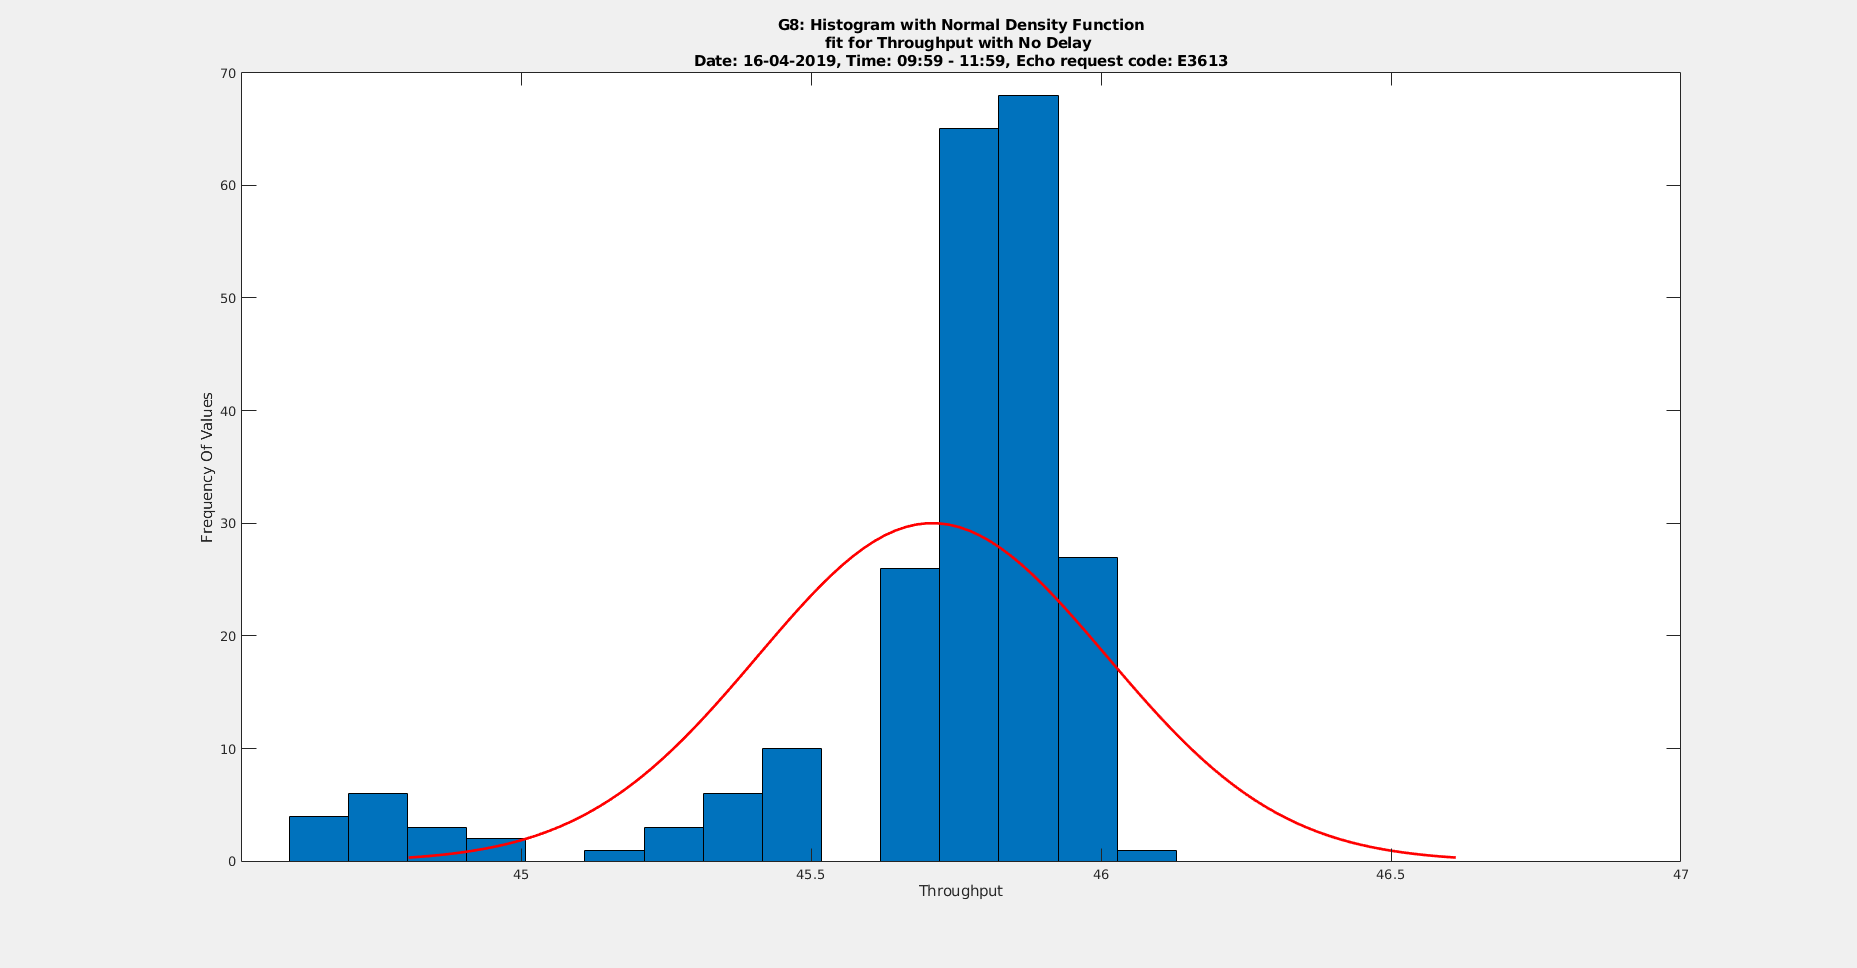 G8: Histogram with Normal Density Function
fit for Throughput with No Delay
Date: 16-04-2019, Time: 09:59 - 11:59, Echo request code: E3613
70
60
50
40
30
20
10
0
Frequency Of Values
45
45.5
46
46.5
47
Throughput